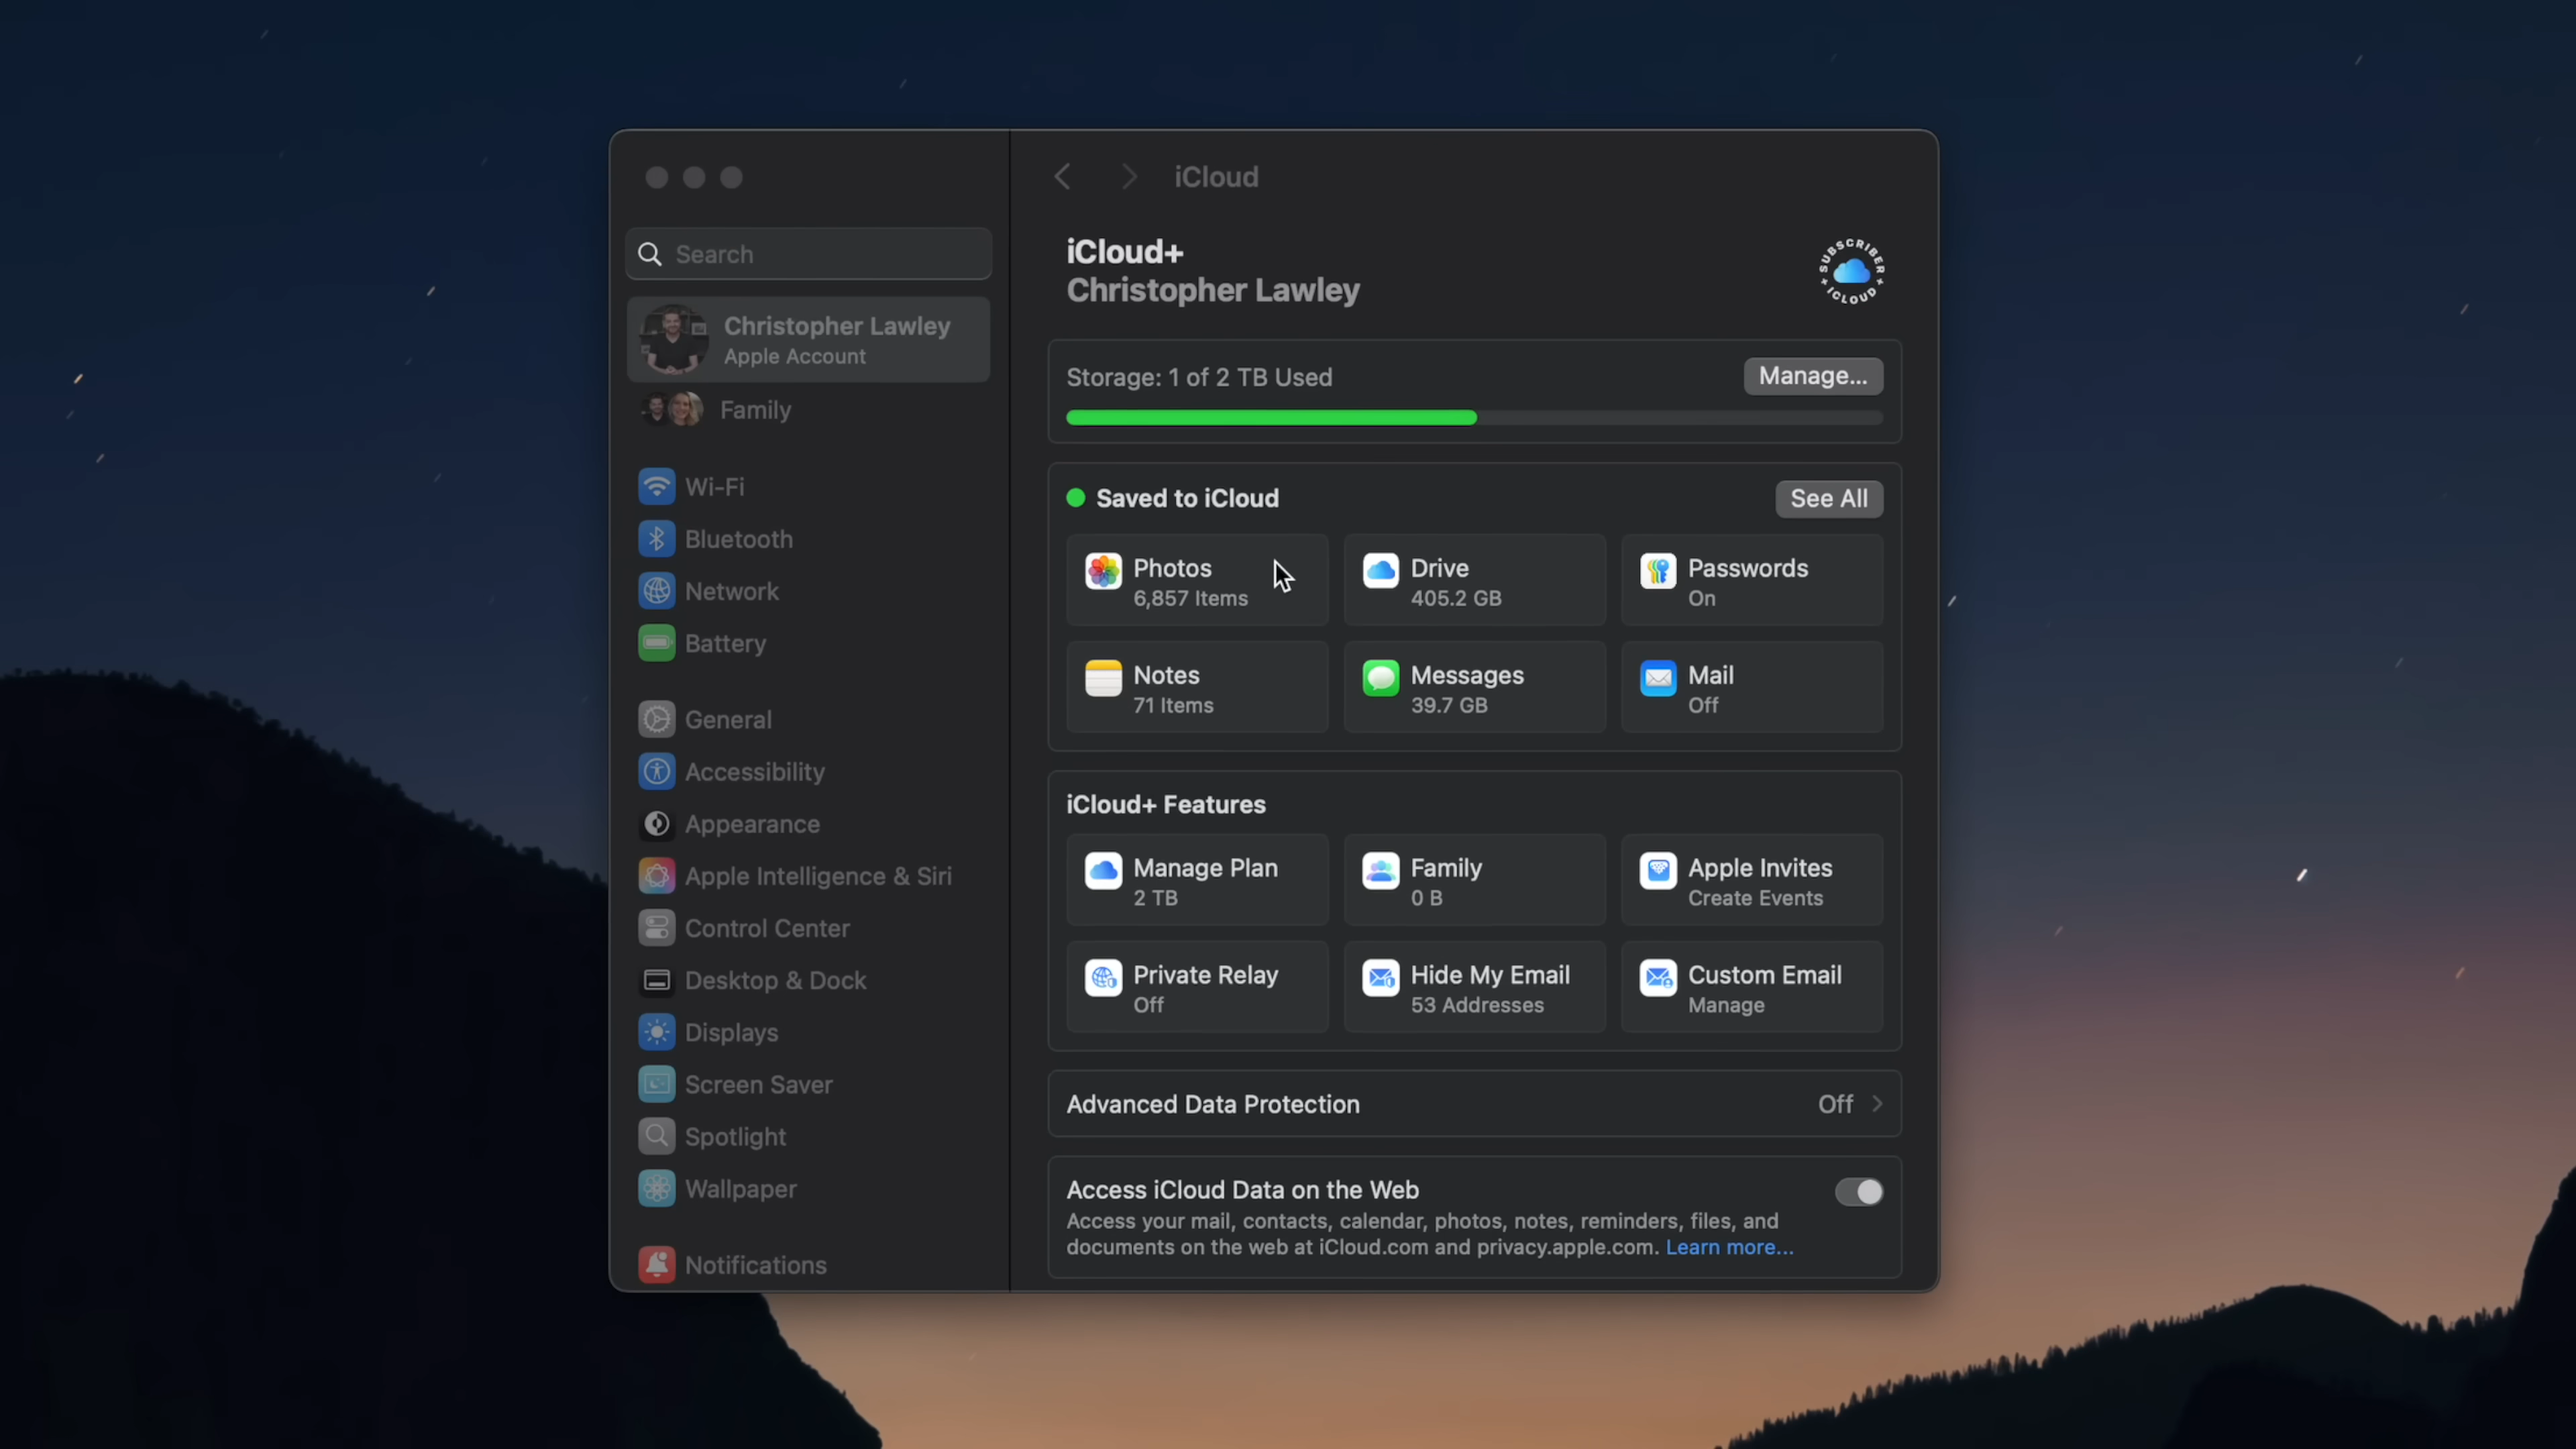 iCloud
Search
Christopher Lawley
Apple Account
Family
Wi-Fi
Bluetooth
Network
Battery
General
Accessibility
Appearance
Apple Intelligence & Siri
Control Center
Desktop & Dock
Displays
Screen Saver
Spotlight
Wallpaper
Notifications
iCloud+
Christopher Lawley
SUBSCRIBER
ICLOUD
Storage: 1 of 2 TB Used
Manage...
Saved to iCloud
See All
Photos
6,857 Items
Drive
405.2 GB
Passwords
On
Notes
71 Items
Messages
39.7 GB
Mail
Off
iCloud+ Features
Manage Plan
2 TB
Family
0 B
Apple Invites
Create Events
Private Relay
Off
Hide My Email
53 Addresses
Custom Email
Manage
Advanced Data Protection
Off
Access iCloud Data on the Web
Access your mail, contacts, calendar, photos, notes, reminders, files, and
documents on the web at iCloud.com and privacy.apple.com. Learn more...